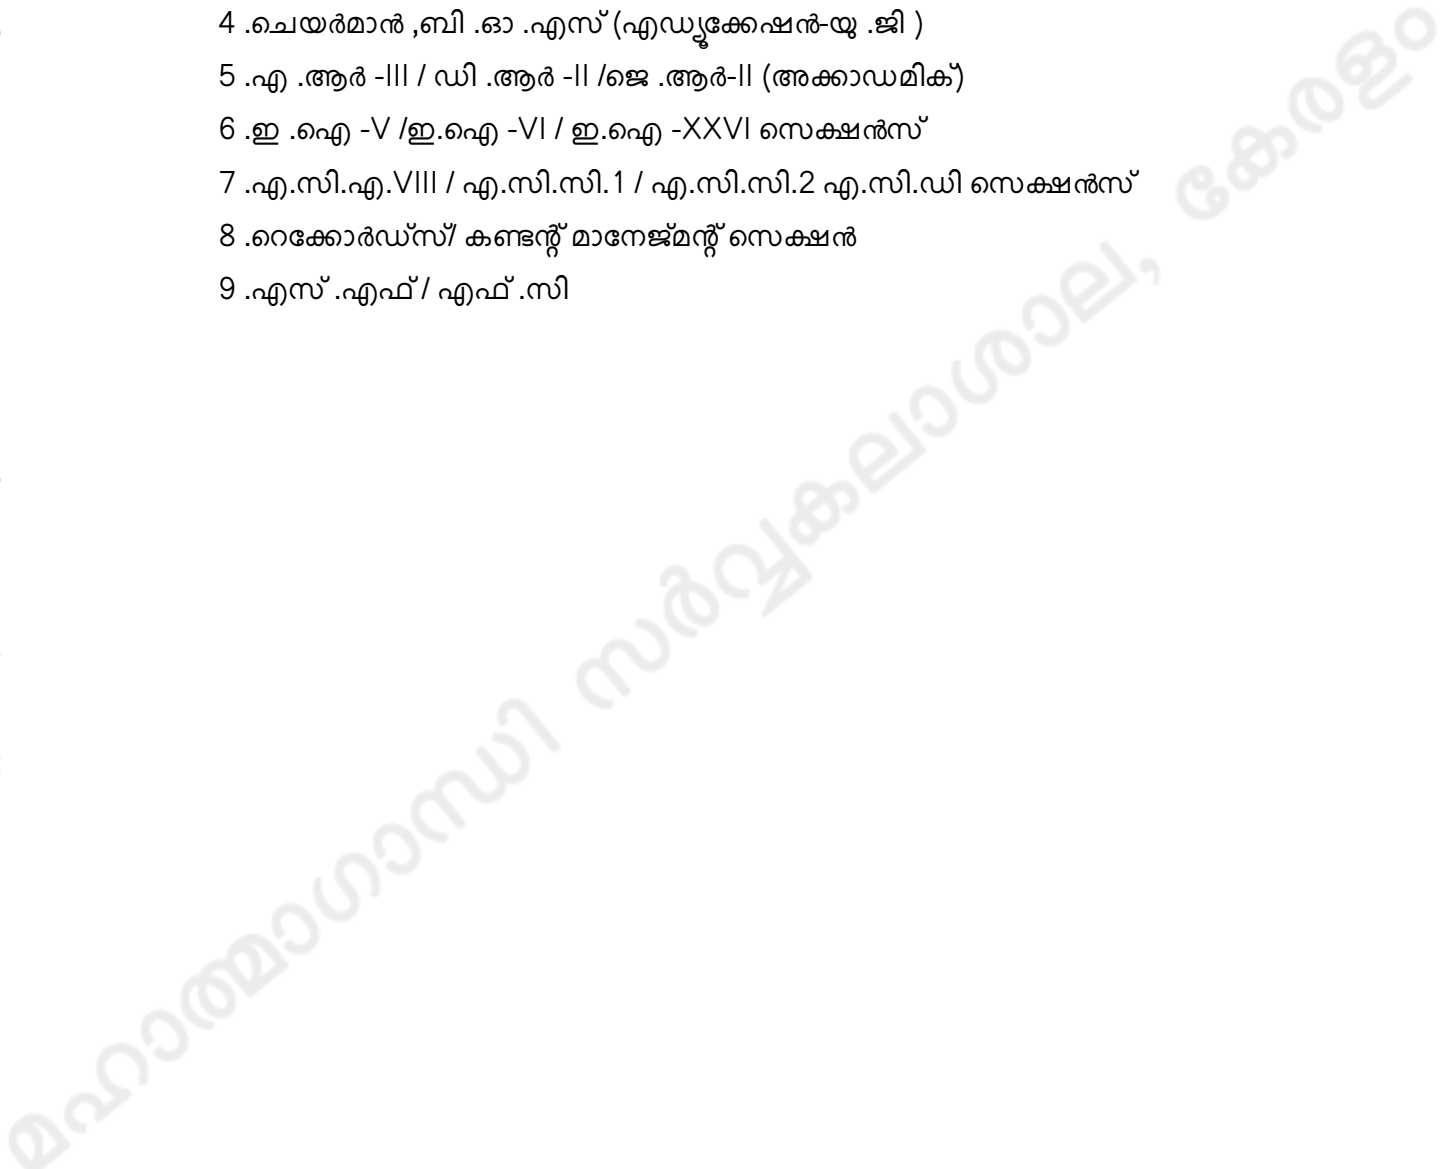 4 .ചെയർമാൻ ,ബി .ഓ .എസ് (എഡ്യൂക്കേഷൻ-യു .ജി )
5 .എ .ആർ -III / ഡി .ആർ -II /ജെ .ആർ-II (അക്കാഡമിക്)
6 .ഇ .ഐ -V /ഇ.ഐ -VI / ഇ.ഐ -XXVI സെക്ഷൻസ്
7 .എ.സി.എ.VIII / എ.സി.സി.1 / എ.സി.സി.2 എ.സി.ഡി സെക്ഷൻസ്
8 .റെക്കോർഡ്സ്/ കണ്ടന്റ് മാനേജ്മന്റ് സെക്ഷൻ
9 .എസ് .എഫ് / എഫ് .സി
മഹാത്മാഗാന്ധി സർവ്വകലാശാല, കേരളം